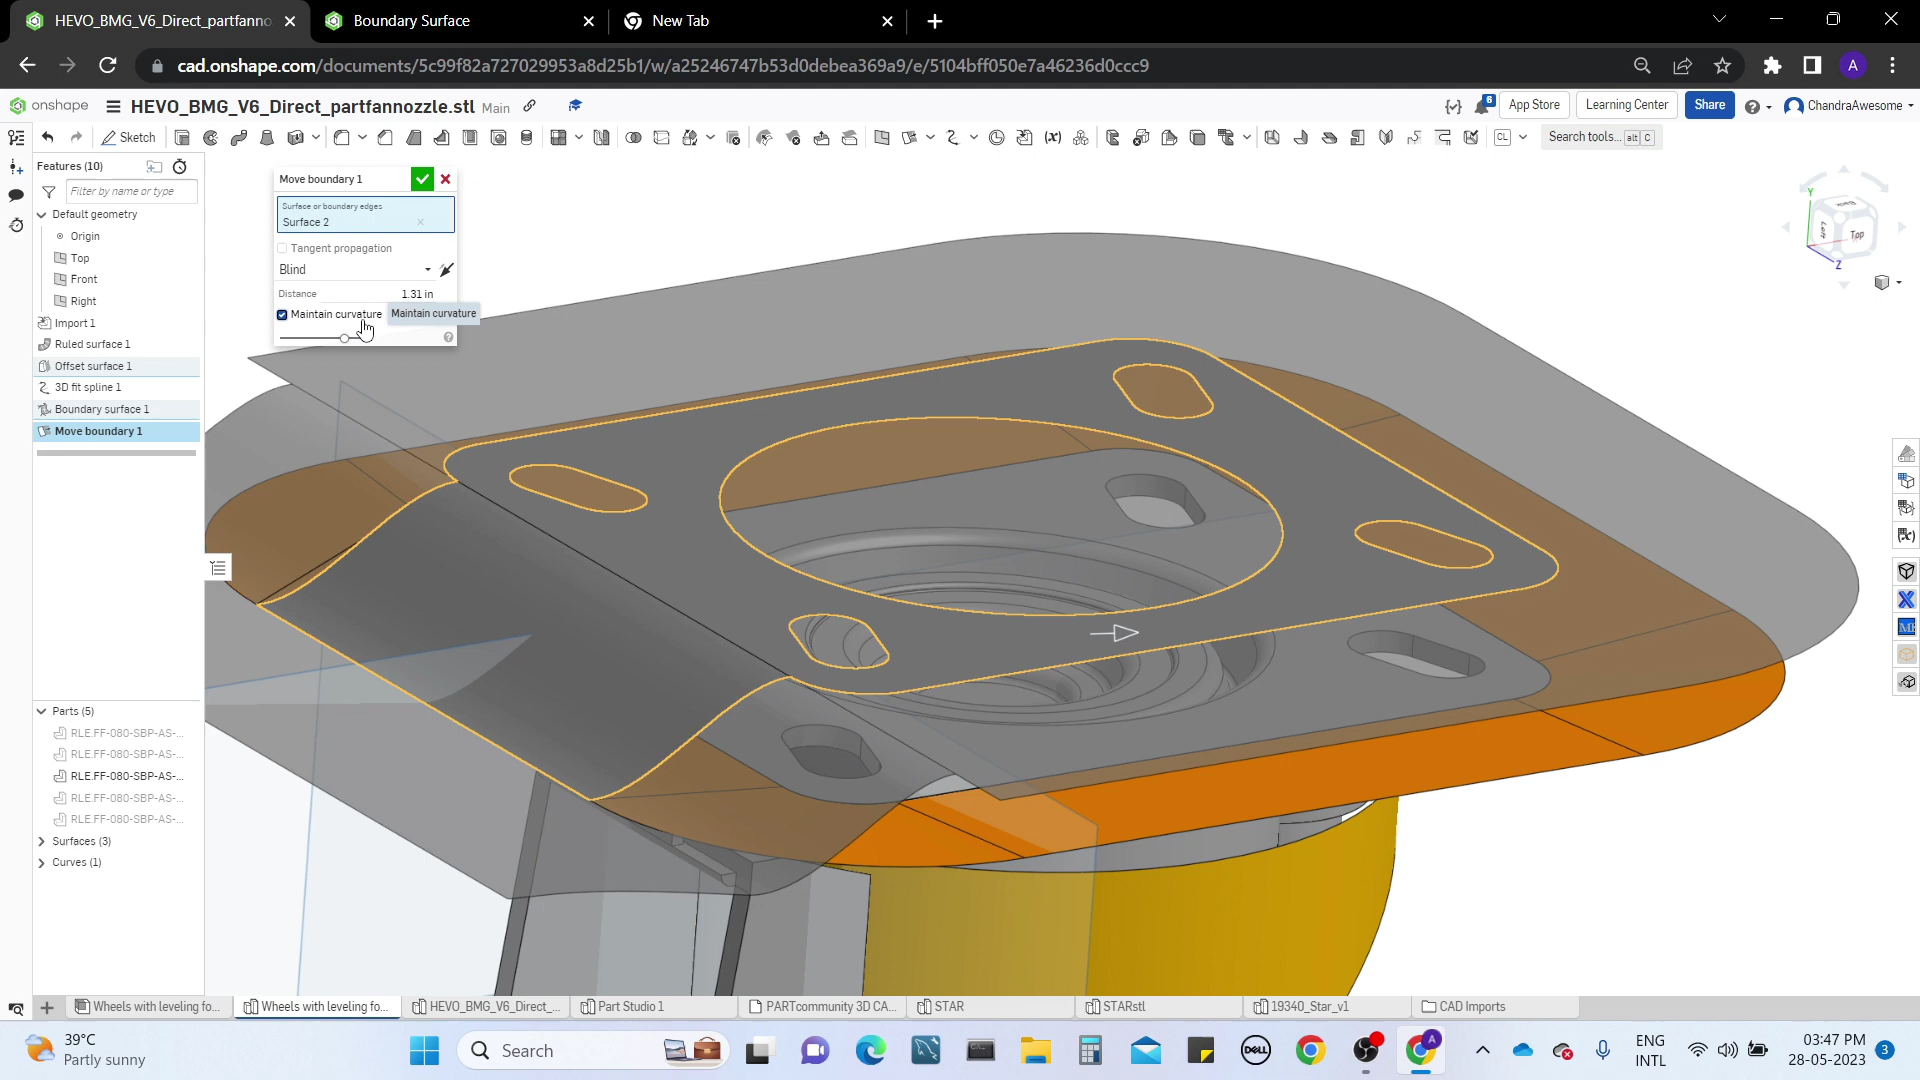 HEVO_BMG_V6_Direct_partfanno
Boundary Surface
New Tab
cad.onshape.com/documents/5c99f82a727029953a8d25b1/w/a25246747b53d0debea369a9/e/5104bff050e7a46236d0ccc9
A
onshape
HEVO_BMG_V6_Direct_partfannozzle.stl Main
8
App Store
Learning Center
Share
ChandraAwesome
Sketch
CL
Search tools... alt C
Features (10)
Filter by name or type
Default geometry
Origin
Top
Front
Right
Import 1
Ruled surface 1
Offset surface 1
3D fit spline 1
Boundary surface 1
Move boundary 1
Move boundary 1
Surface or boundary edges
Surface 2
Tangent propagation
Blind
Distance 1.31 in
Maintain curvature
Maintain curvature
Y
Back
Left
Top
Z
Parts (5)
RLE.FF-080-SBP-AS-...
RLE.FF-080-SBP-AS-...
RLE.FF-080-SBP-AS-...
RLE.FF-080-SBP-AS-...
RLE.FF-080-SBP-AS-...
Surfaces (3)
Curves (1)
Wheels with leveling fo...
Wheels with leveling fo...
HEVO_BMG_V6_Direct_...
Part Studio 1
PARTcommunity 3D CA...
STAR
STARstl
19340_Star_v1
CAD Imports
39°C
Partly sunny
Search
DELL
A
ENG
INTL
03:47 PM
28-05-2023
3